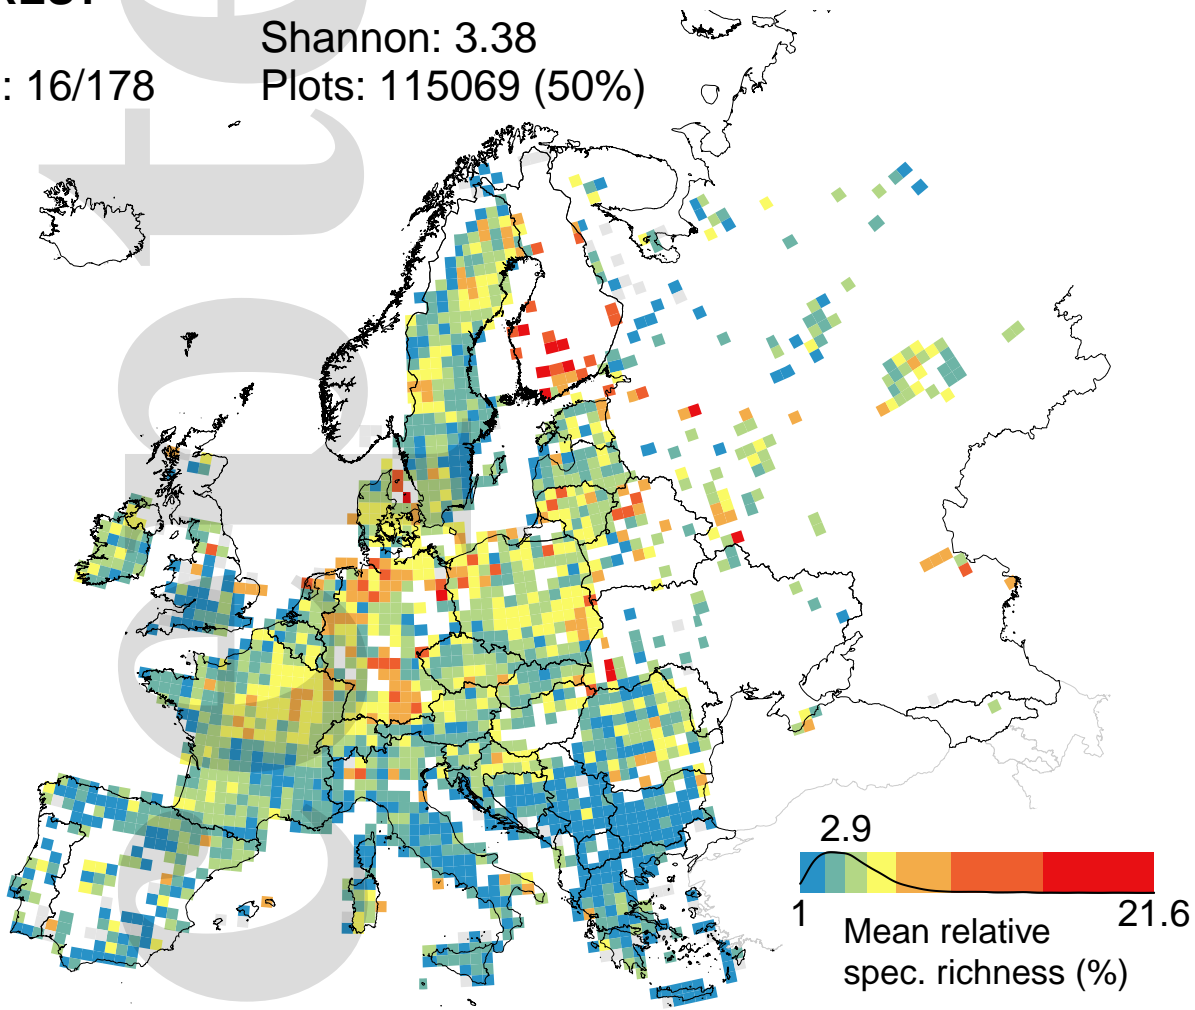 Shannon: 3.38
: 16/178
Plots: 115069 (50%)
2.9
1
21.6
Mean relative
spec. richness (%)